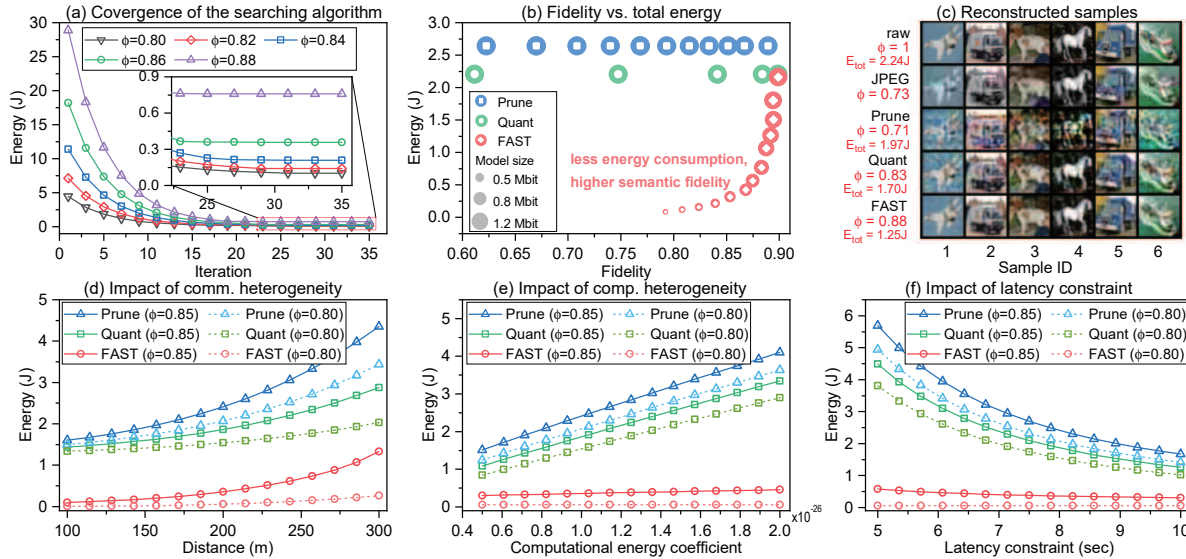 (a) Covergence of the searching algorithm
Energy (J)
30
25
20
15
10
5
0
ϕ=0.80
ϕ=0.82
ϕ=0.84
ϕ=0.86
ϕ=0.88
0.9
0.6
0.3
0.0
25
30
35
0
5
10
15
20
25
30
35
Iteration
(b) Fidelity vs. total energy
Energy (J)
3.0
2.5
2.0
1.5
1.0
0.5
0.0
Prune
Quant
FAST
Model size
0.5 Mbit
0.8 Mbit
1.2 Mbit
less energy consumption,
higher semantic fidelity
0.60
0.65
0.70
0.75
0.80
0.85
0.90
Fidelity
(c) Reconstructed samples
raw
ϕ = 1
E_tot = 2.24J
JPEG
ϕ = 0.73
Prune
ϕ = 0.71
E_tot = 1.97J
Quant
ϕ = 0.83
E_tot = 1.70J
FAST
ϕ = 0.88
E_tot = 1.25J
1 2 3 4 5 6
Sample ID
(d) Impact of comm. heterogeneity
Energy (J)
5
4
3
2
1
0
Prune (ϕ=0.85)
Prune (ϕ=0.80)
Quant (ϕ=0.85)
Quant (ϕ=0.80)
FAST (ϕ=0.85)
FAST (ϕ=0.80)
100
150
200
250
300
Distance (m)
(e) Impact of comp. heterogeneity
Energy (J)
5
4
3
2
1
0
Prune (ϕ=0.85)
Prune (ϕ=0.80)
Quant (ϕ=0.85)
Quant (ϕ=0.80)
FAST (ϕ=0.85)
FAST (ϕ=0.80)
0.4
0.6
0.8
1.0
1.2
1.4
1.6
1.8
2.0
x10^-26
Computational energy coefficient
(f) Impact of latency constraint
Energy (J)
6
5
4
3
2
1
0
Prune (ϕ=0.85)
Prune (ϕ=0.80)
Quant (ϕ=0.85)
Quant (ϕ=0.80)
FAST (ϕ=0.85)
FAST (ϕ=0.80)
5
6
7
8
9
10
Latency constraint (sec)